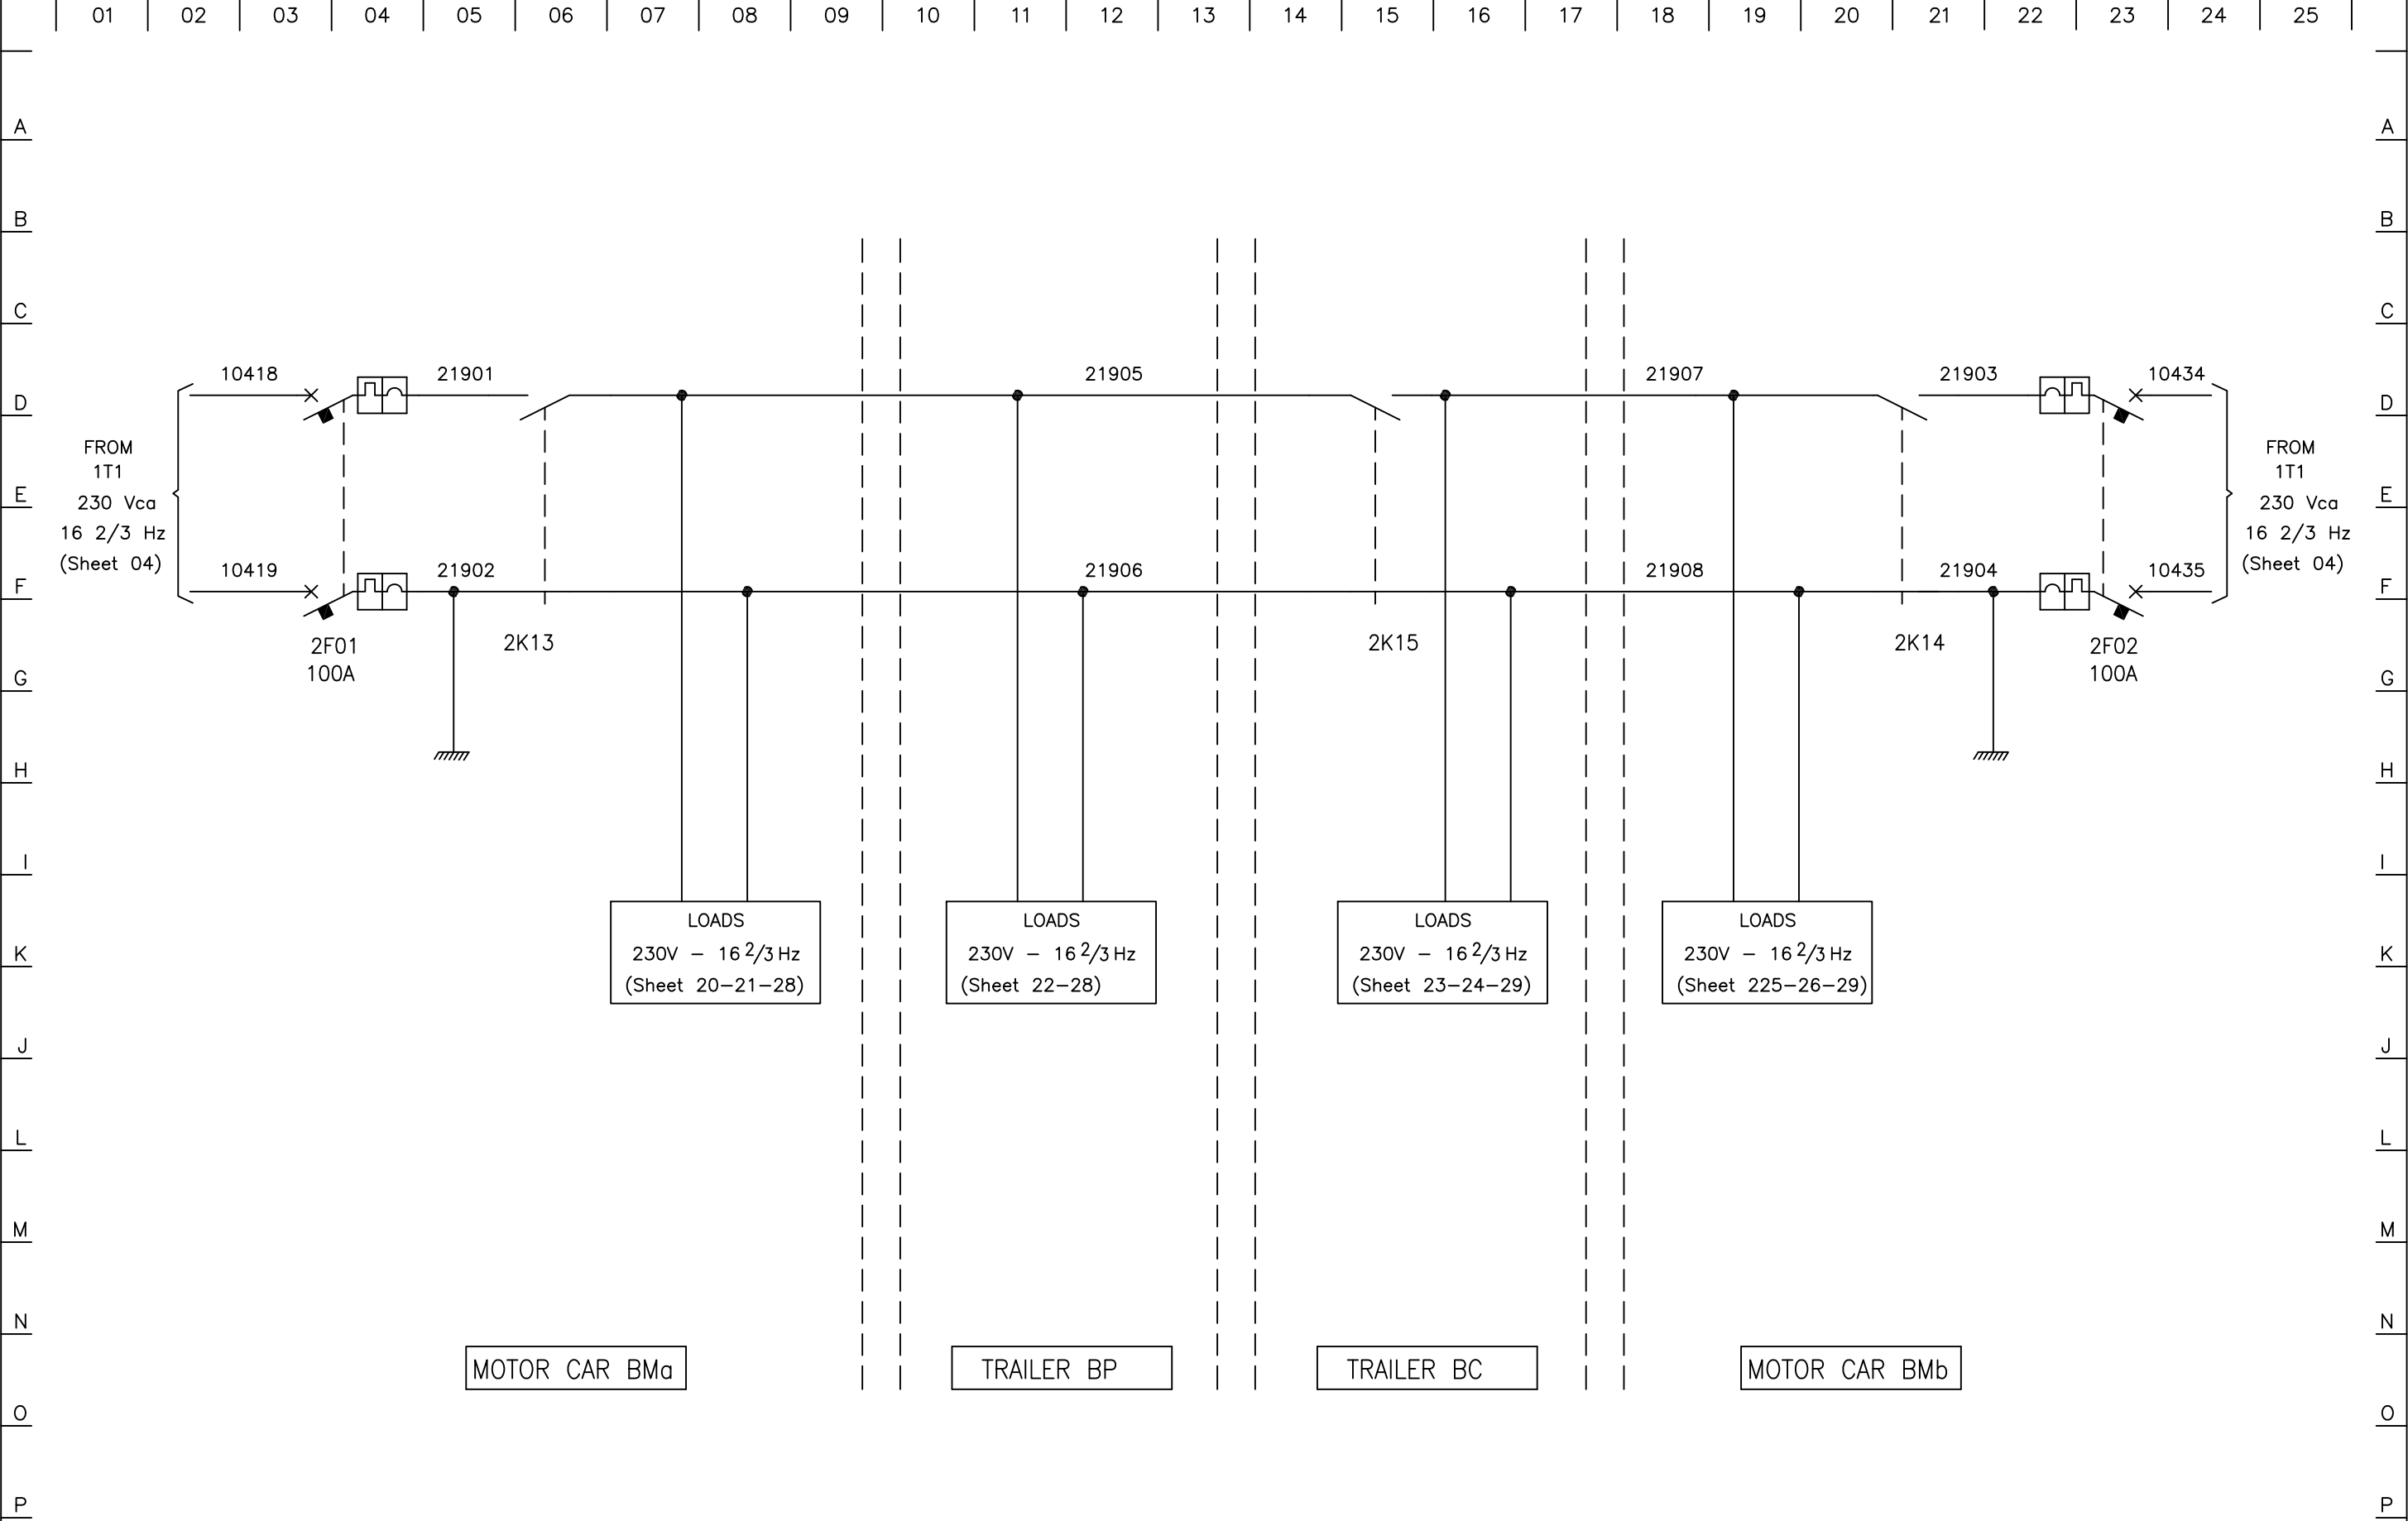 01 02 03 04 05 06 07 08 09 10 11 12 13 14 15 16 17 18 19 20 21 22 23 24 25
A A
B B
C C
10418 21901 21905 21907 21903 10434
D D
FROM FROM
1T1 1T1
E 230 Vca 230 Vca E
16 2/3 Hz 16 2/3 Hz
(Sheet 04) (Sheet 04)
10419 21902 21906 21908 21904 10435
F F
2F01 2K13 2K15 2K14 2F02
100A 100A
G G
H H
I I
LOADS LOADS LOADS LOADS
K 230V – 16 2/3 Hz 230V – 16 2/3 Hz 230V – 16 2/3 Hz 230V – 16 2/3 Hz K
(Sheet 20–21–28) (Sheet 22–28) (Sheet 23–24–29) (Sheet 225–26–29)
J J
L L
M M
N N
MOTOR CAR BMa TRAILER BP TRAILER BC MOTOR CAR BMb
O O
P P